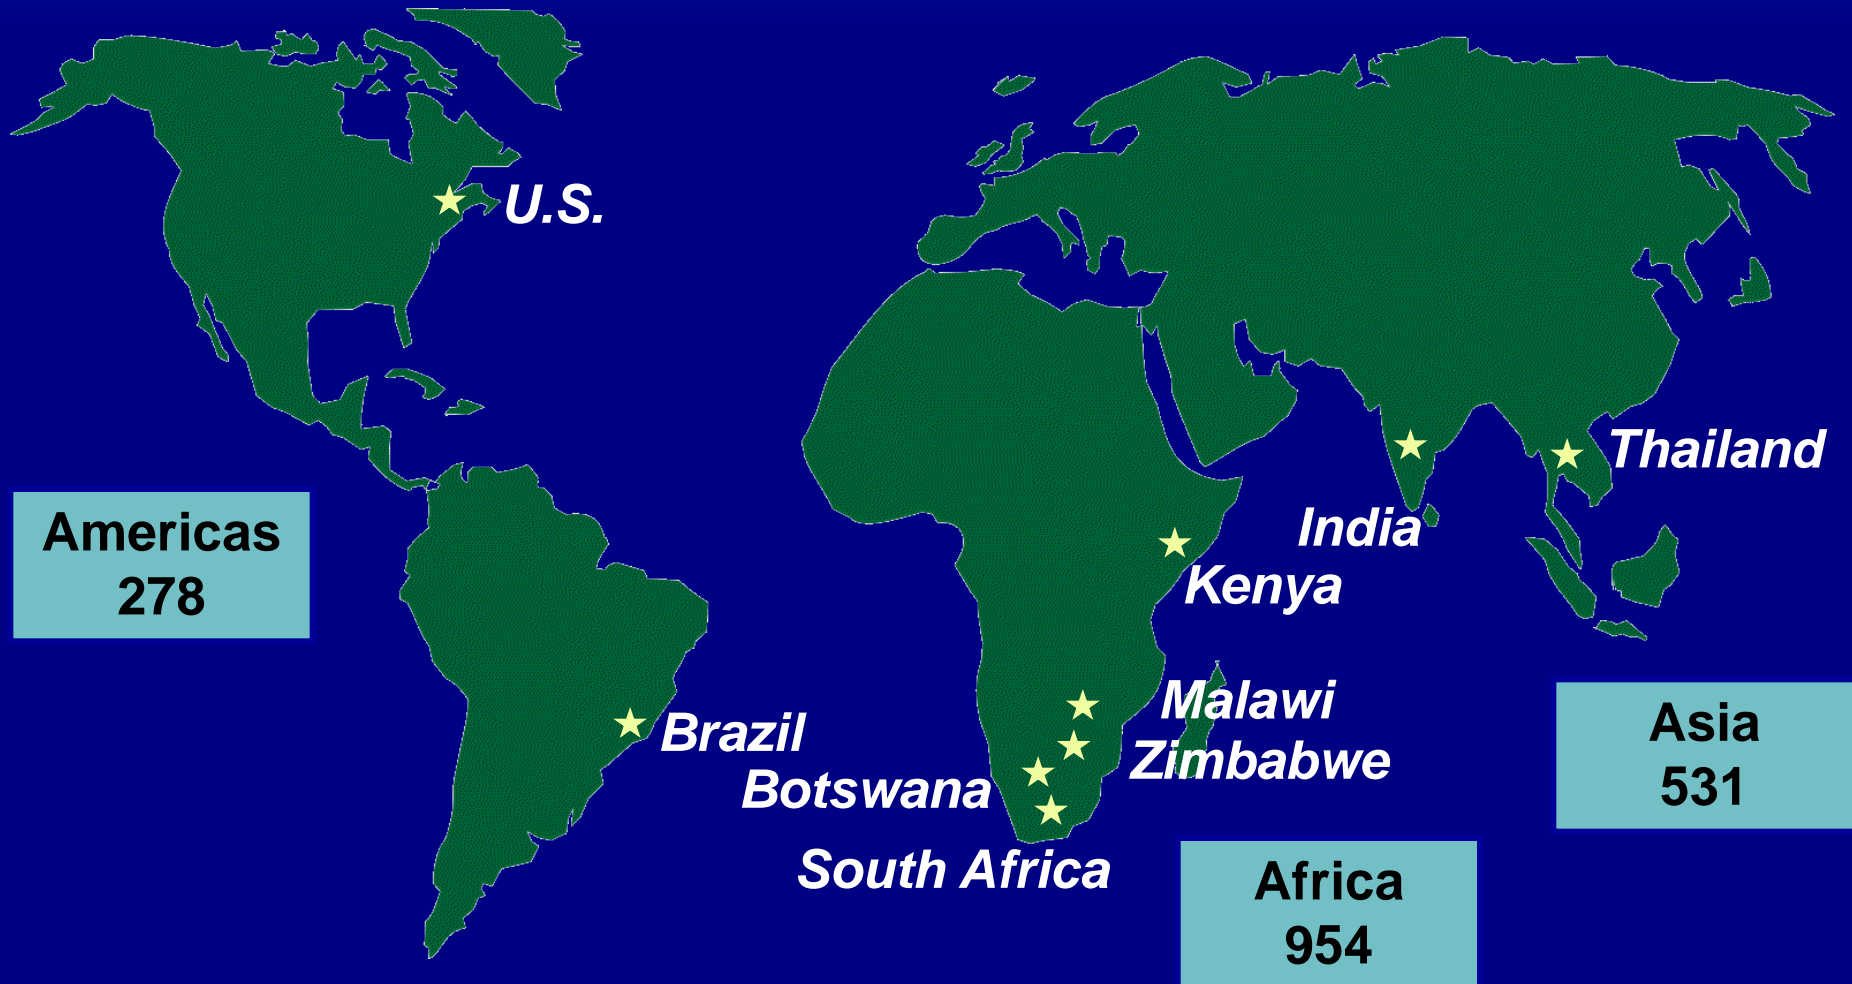 U.S.
Thailand
Americas
278
India
Kenya
Malawi
Brazil
Zimbabwe
Botswana
Asia
531
South Africa
Africa
954